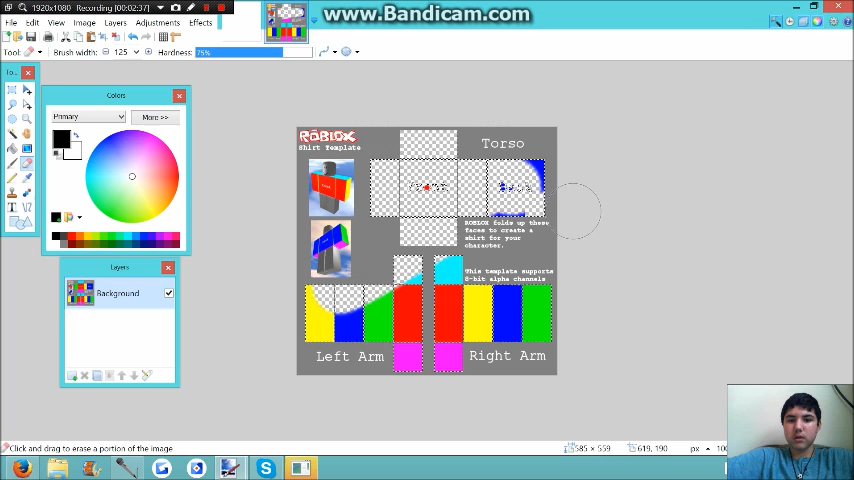 www.Bandicam.com
1920x1080 Recording [00:02:37]
Edit View Image Layers Adjustments Effects
Tool: Brush width: 125 Hardness: 75%
To...
Colors
Primary More >>
Layers
Background
ROBLOX
Shirt Template
Torso
ROBLOX folds up these
faces to create a
shirt for your
character.
This template supports
8-bit alpha channels
Left Arm
Right Arm
Click and drag to erase a portion of the image
585 x 559
619, 190
px